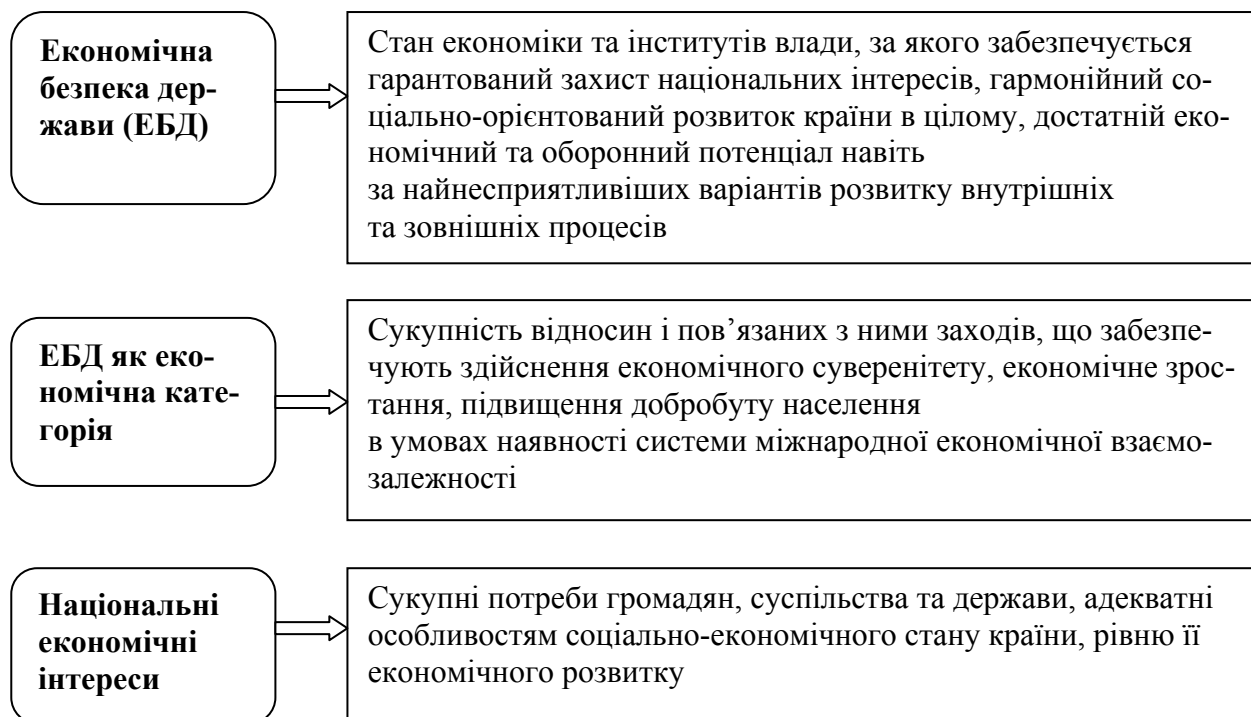 Економічна
безпека дер-
жави (ЕБД)
Стан економіки та інститутів влади, за якого забезпечується
гарантований захист національних інтересів, гармонійний со-
ціально-орієнтований розвиток країни в цілому, достатній еко-
номічний та оборонний потенціал навіть
за найнесприятливіших варіантів розвитку внутрішніх
та зовнішніх процесів
ЕБД як еко-
номічна кате-
горія
Сукупність відносин і пов’язаних з ними заходів, що забезпе-
чують здійснення економічного суверенітету, економічне зрос-
тання, підвищення добробуту населення
в умовах наявності системи міжнародної економічної взаємо-
залежності
Національні
економічні
інтереси
Сукупні потреби громадян, суспільства та держави, адекватні
особливостям соціально-економічного стану країни, рівню її
економічного розвитку